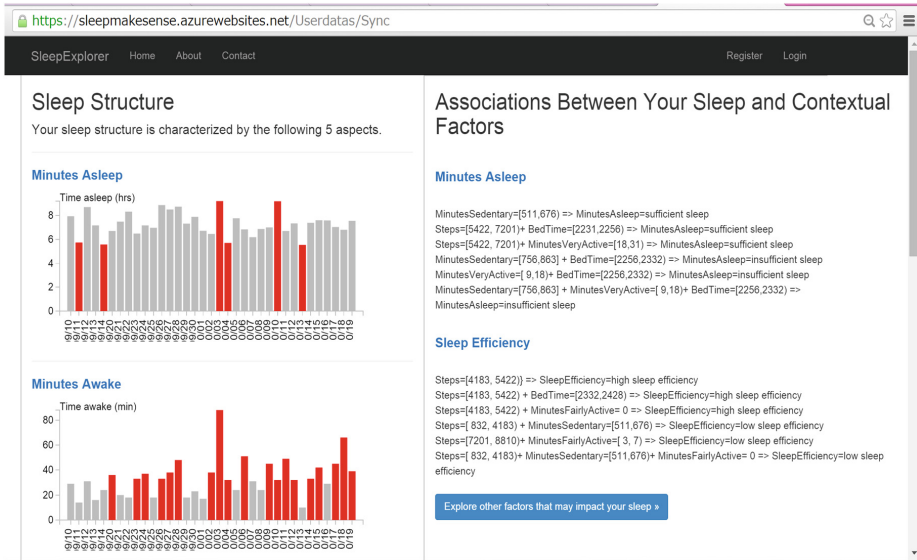 https://sleepmakesense.azurewebsites.net/Userdatas/Sync
SleepExplorer Home About Contact Register Login
Sleep Structure
Your sleep structure is characterized by the following 5 aspects.
Minutes Asleep
Time asleep (hrs)
8
6
4
2
0
Minutes Awake
Time awake (min)
80
60
40
20
0
Associations Between Your Sleep and Contextual
Factors
Minutes Asleep
MinutesSedentary=[511,676) => MinutesAsleep=sufficient sleep
Steps=[5422, 7201)+ BedTime=[2231,2256) => MinutesAsleep=sufficient sleep
Steps=[5422, 7201)+ MinutesVeryActive=[18,31) => MinutesAsleep=sufficient sleep
MinutesSedentary=[756,863] + BedTime=[2256,2332) => MinutesAsleep=insufficient sleep
MinutesVeryActive=[ 9,18)+ BedTime=[2256,2332) => MinutesAsleep=insufficient sleep
MinutesSedentary=[756,863] + MinutesVeryActive=[ 9,18)+ BedTime=[2256,2332) =>
MinutesAsleep=insufficient sleep
Sleep Efficiency
Steps=[4183, 5422)} => SleepEfficiency=high sleep efficiency
Steps=[4183, 5422) + BedTime=[2332,2428) => SleepEfficiency=high sleep efficiency
Steps=[4183, 5422) + MinutesFairlyActive= 0 => SleepEfficiency=high sleep efficiency
Steps=[ 832, 4183) + MinutesSedentary=[511,676) => SleepEfficiency=low sleep efficiency
Steps=[7201, 8810)+ MinutesFairlyActive=[ 3, 7) => SleepEfficiency=low sleep efficiency
Steps=[ 832, 4183)+ MinutesSedentary=[511,676)+ MinutesFairlyActive= 0 => SleepEfficiency=low sleep
efficiency
Explore other factors that may impact your sleep »